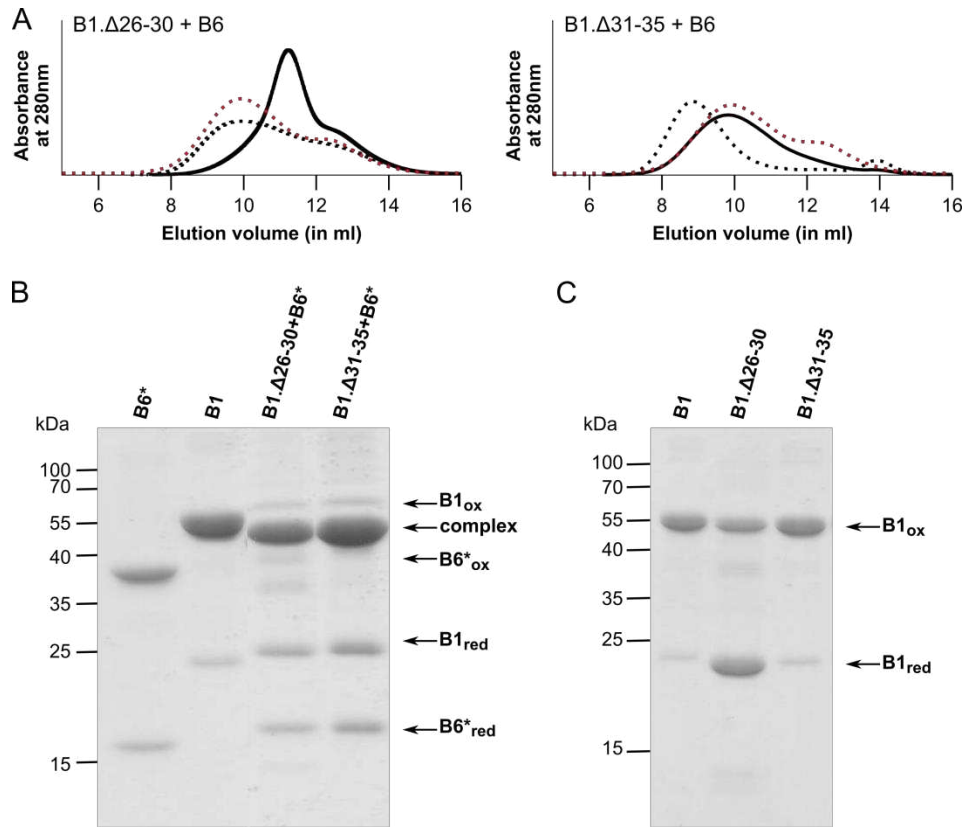 A
B1.Δ26-30 + B6
Absorbance
at 280nm
6 8 10 12 14 16
Elution volume (in ml)
B1.Δ31-35 + B6
Absorbance
at 280nm
6 8 10 12 14 16
Elution volume (in ml)
B
kDa
B6*
B1
B1.Δ26-30+B6*
B1.Δ31-35+B6*
100
70
55
40
35
25
15
B1ox
complex
B6*ox
B1red
B6*red
C
kDa
B1
B1.Δ26-30
B1.Δ31-35
100
70
55
40
35
25
15
B1ox
B1red